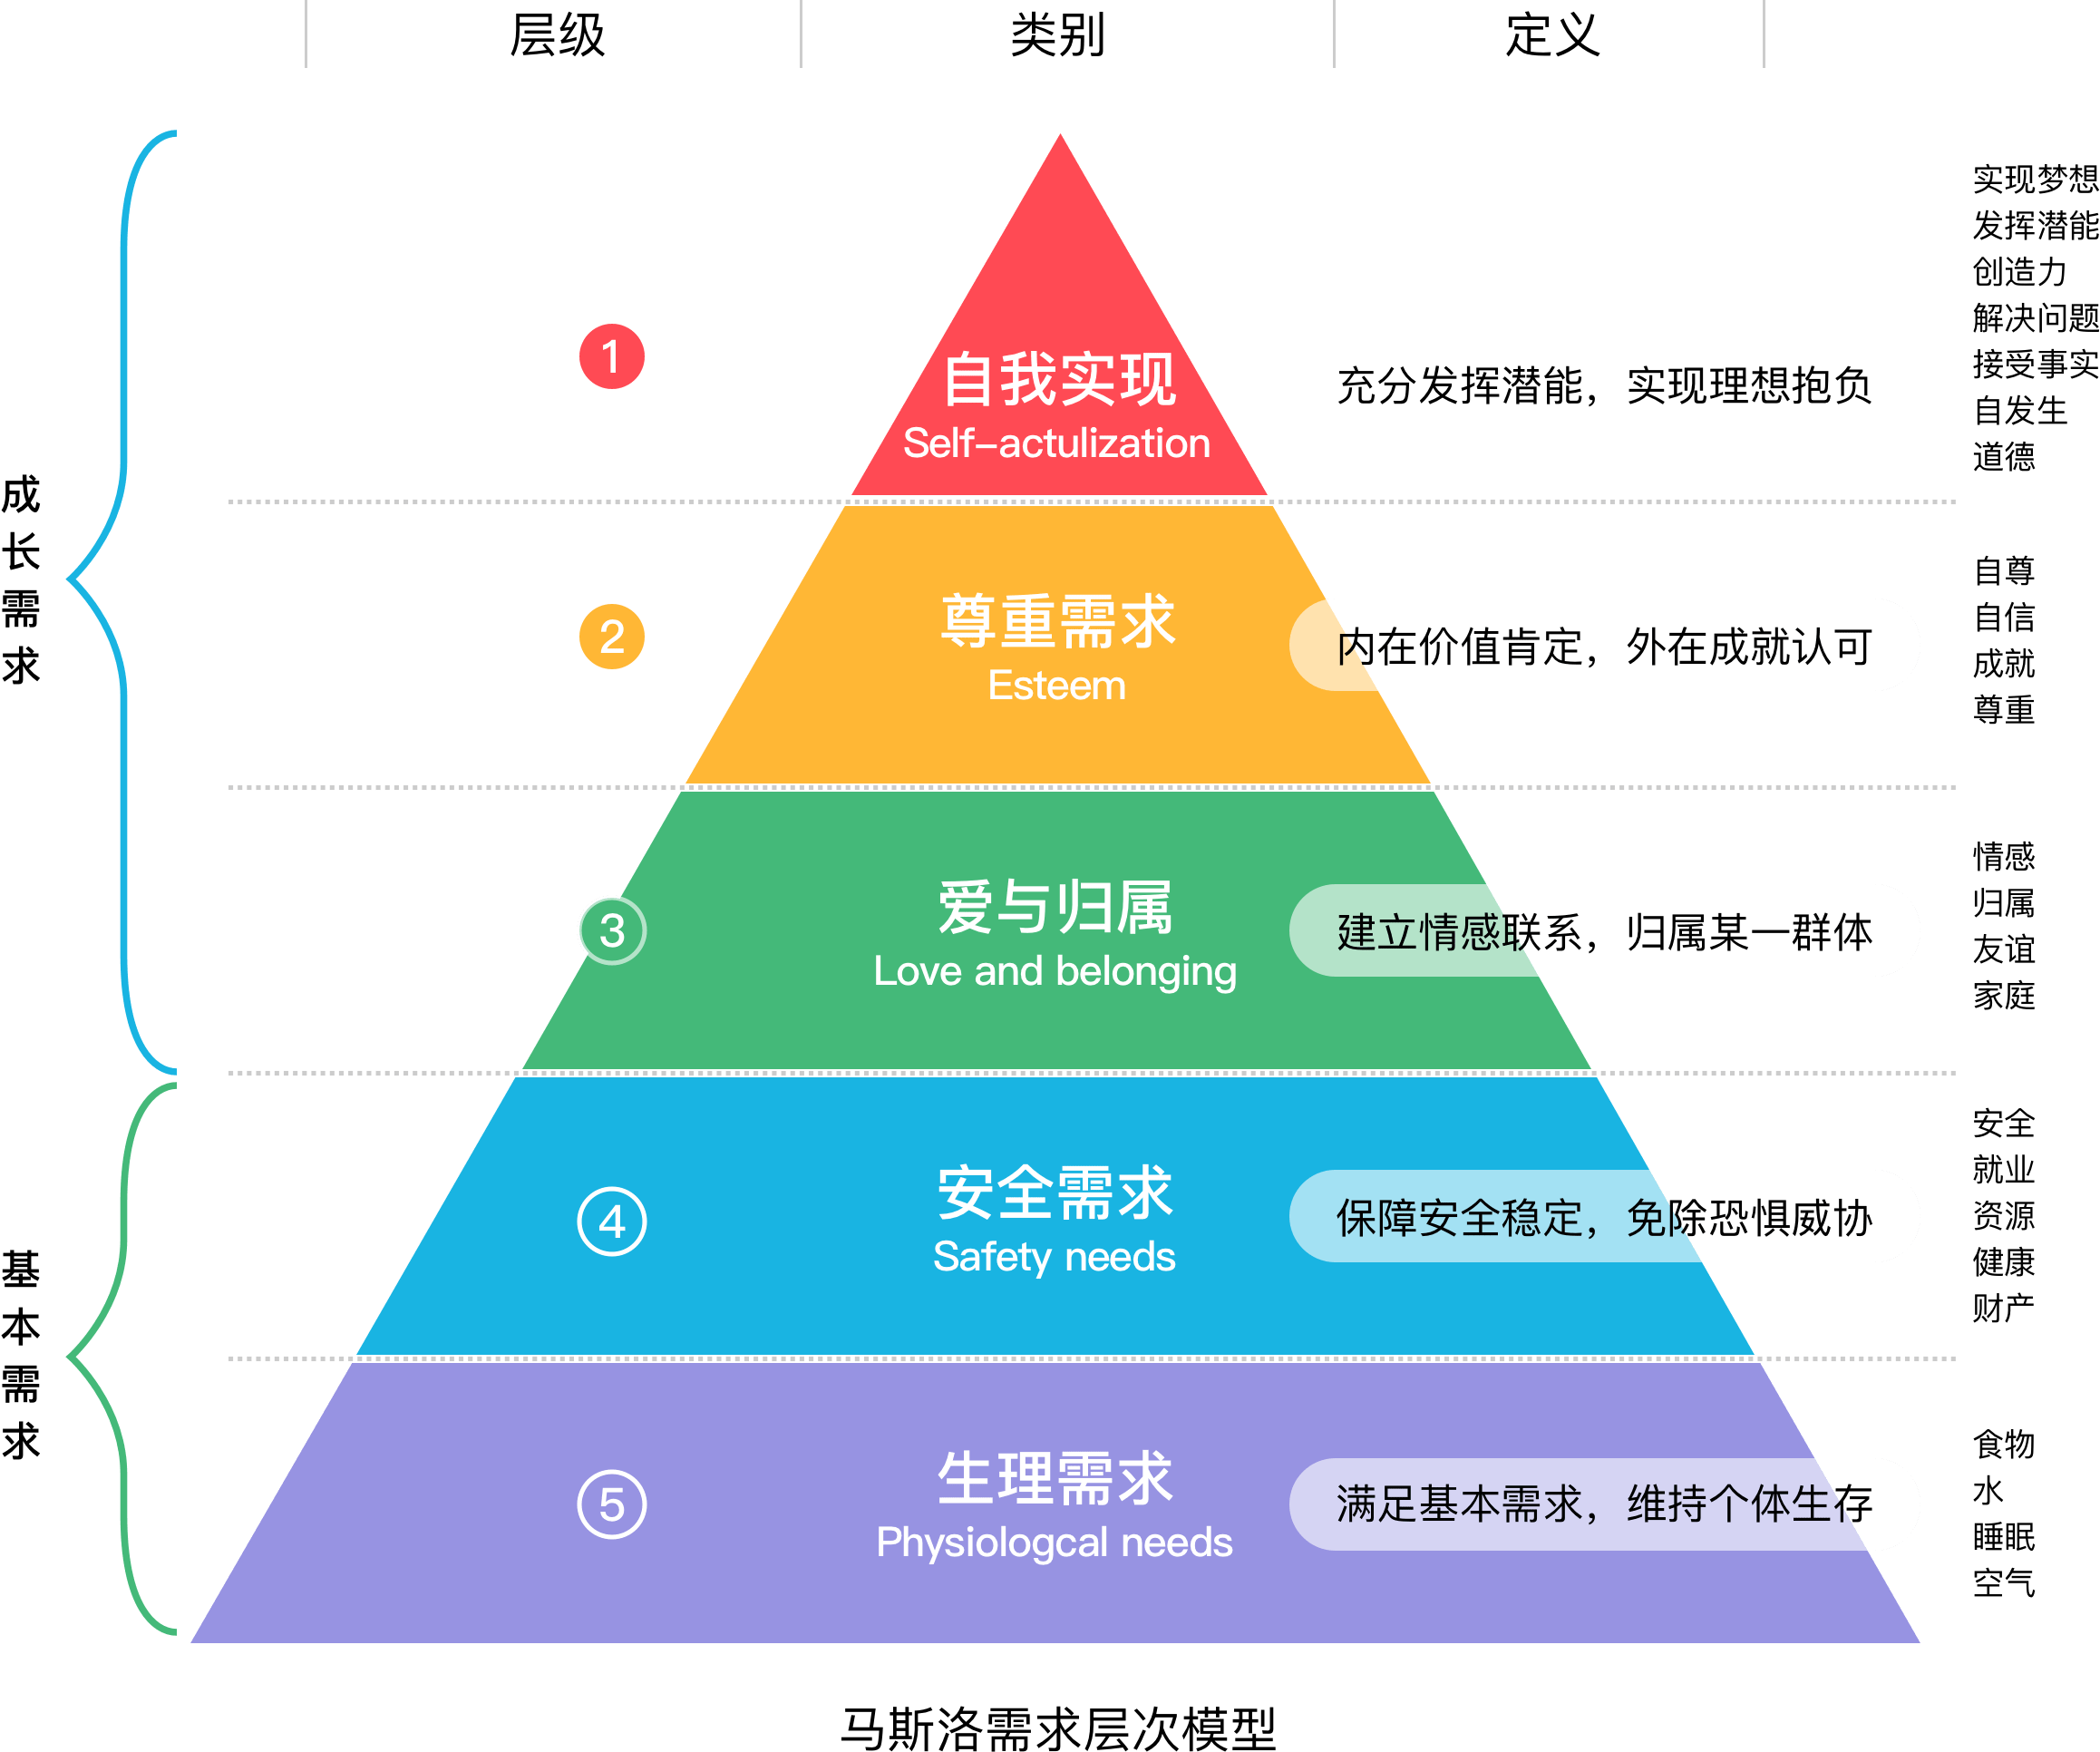 层级
类别
定义
成长需求
1
自我实现
Self-actulization
充分发挥潜能，实现理想抱负
实现梦想
发挥潜能
创造力
解决问题
接受事实
自发生
道德
2
尊重需求
Esteem
内在价值肯定，外在成就认可
自尊
自信
成就
尊重
3
爱与归属
Love and belonging
建立情感联系，归属某一群体
情感
归属
友谊
家庭
基本需求
4
安全需求
Safety needs
保障安全稳定，免除恐惧威协
安全
就业
资源
健康
财产
5
生理需求
Physiologcal needs
满足基本需求，维持个体生存
食物
水
睡眠
空气
马斯洛需求层次模型